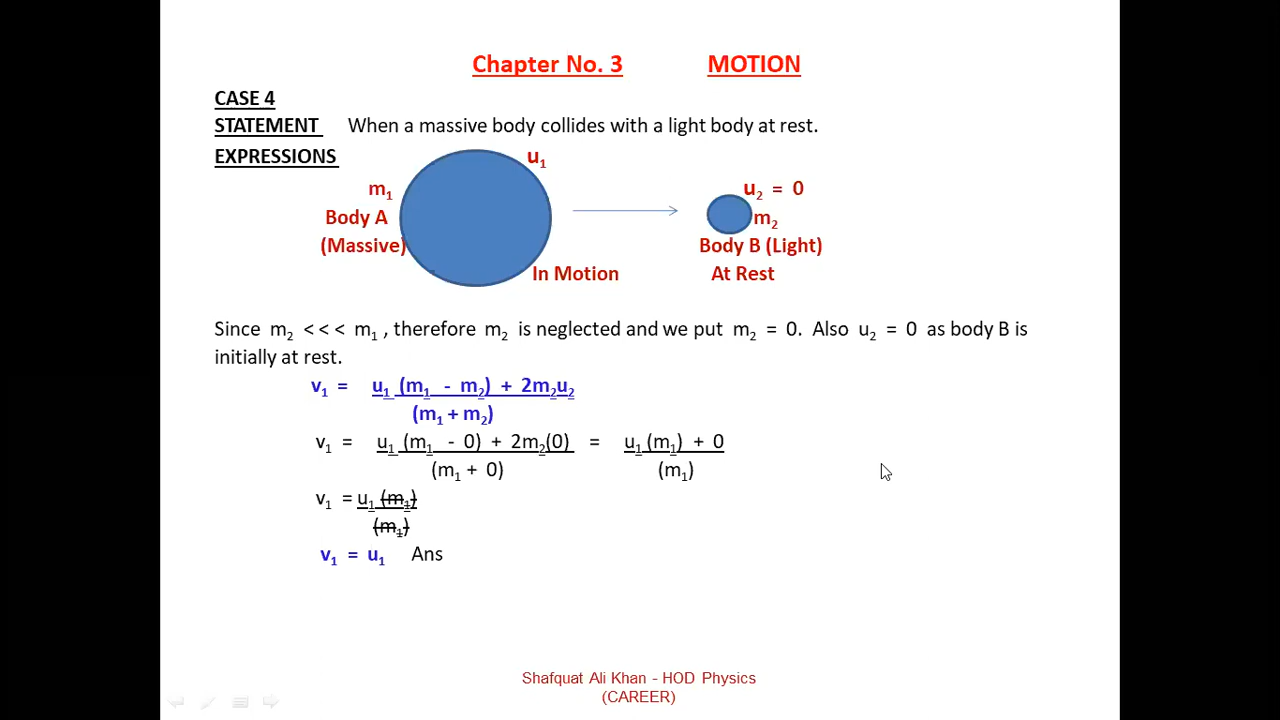 Chapter No. 3 MOTION
CASE 4
STATEMENT When a massive body collides with a light body at rest.
EXPRESSIONS
u₁
m₁
Body A
(Massive)
In Motion
u₂ = 0
m₂
Body B (Light)
At Rest
Since m₂ < < < m₁ , therefore m₂ is neglected and we put m₂ = 0. Also u₂ = 0 as body B is
initially at rest.
v₁ = u₁ (m₁ - m₂) + 2m₂u₂
(m₁ + m₂)
v₁ = u₁ (m₁ - 0) + 2m₂(0) = u₁ (m₁) + 0
(m₁ + 0) (m₁)
v₁ = u₁ (m₁)
(m₁)
v₁ = u₁ Ans
Shafquat Ali Khan - HOD Physics
(CAREER)